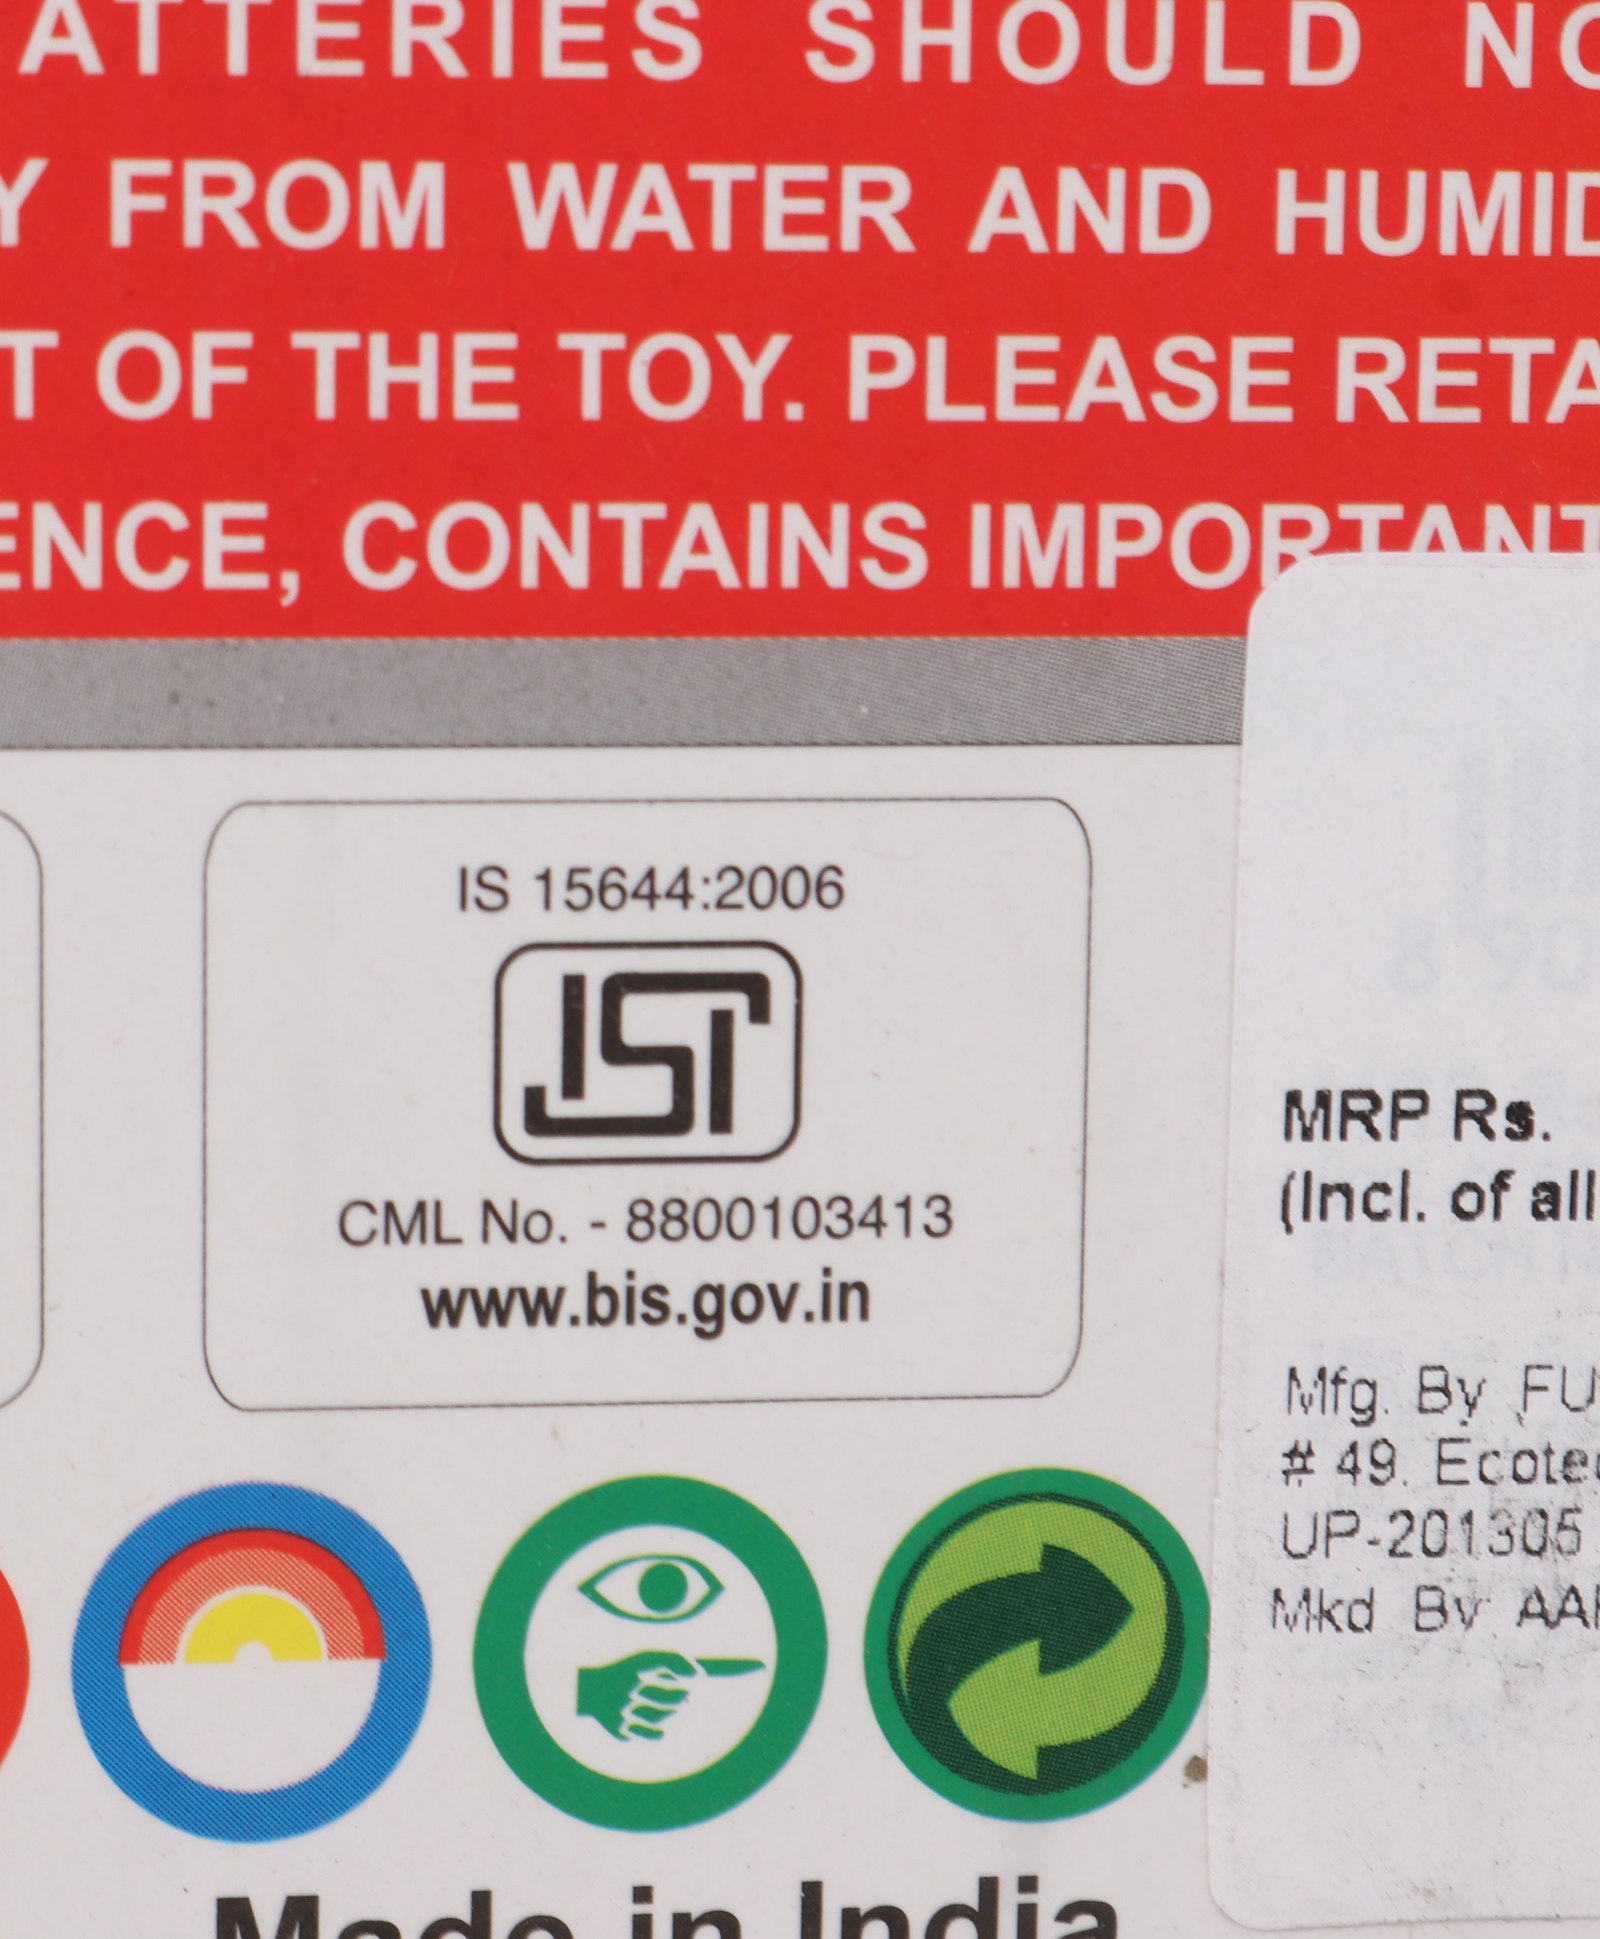 ATTERIES SHOULD NO
Y FROM WATER AND HUMID
T OF THE TOY. PLEASE RETA
ENCE, CONTAINS IMPORTANT
IS 15644:2006
ISI
CML No. - 8800103413
www.bis.gov.in
Made in India
MRP Rs.
(Incl. of all
Mfg. By FU
# 49. Ecotec
UP-201305
Mkd By AA